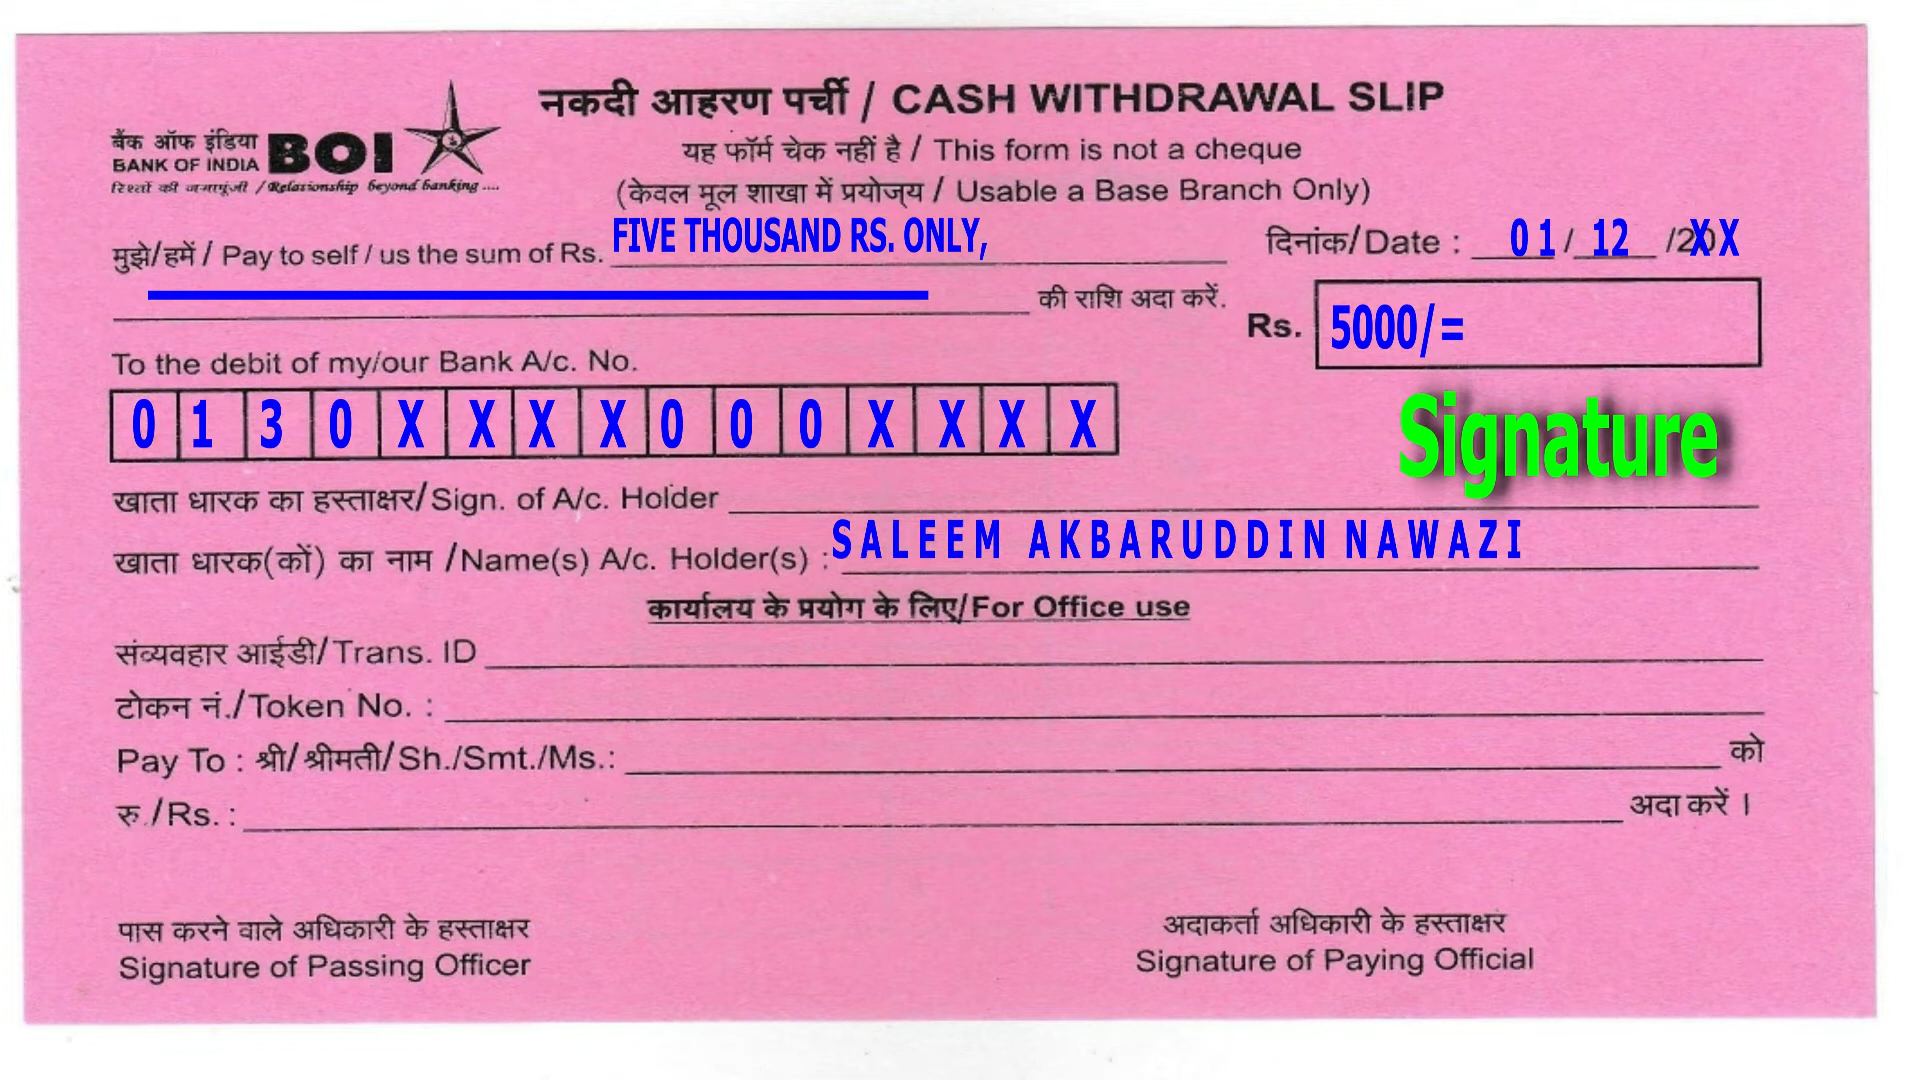 नकदी आहरण पर्ची / CASH WITHDRAWAL SLIP
बैंक ऑफ इंडिया BOI
BANK OF INDIA
रिश्तों की जमापूंजी / Relationship beyond banking ....
यह फॉर्म चेक नहीं है / This form is not a cheque
(केवल मूल शाखा में प्रयोज्य / Usable a Base Branch Only)
मुझे/हमें / Pay to self / us the sum of Rs. FIVE THOUSAND RS. ONLY, दिनांक/Date : 01/ 12 /20XX
की राशि अदा करें.
Rs. 5000/=
To the debit of my/our Bank A/c. No.
0 1 3 0 X X X X 0 0 0 X X X X
Signature
खाता धारक का हस्ताक्षर/Sign. of A/c. Holder
खाता धारक(कों) का नाम /Name(s) A/c. Holder(s) : SALEEM AKBARUDDIN NAWAZI
कार्यालय के प्रयोग के लिए/For Office use
संव्यवहार आईडी/Trans. ID
टोकन नं./Token No. :
Pay To : श्री/श्रीमती/Sh./Smt./Ms.: को
रु./Rs. : अदा करें ।
पास करने वाले अधिकारी के हस्ताक्षर
Signature of Passing Officer
अदाकर्ता अधिकारी के हस्ताक्षर
Signature of Paying Official